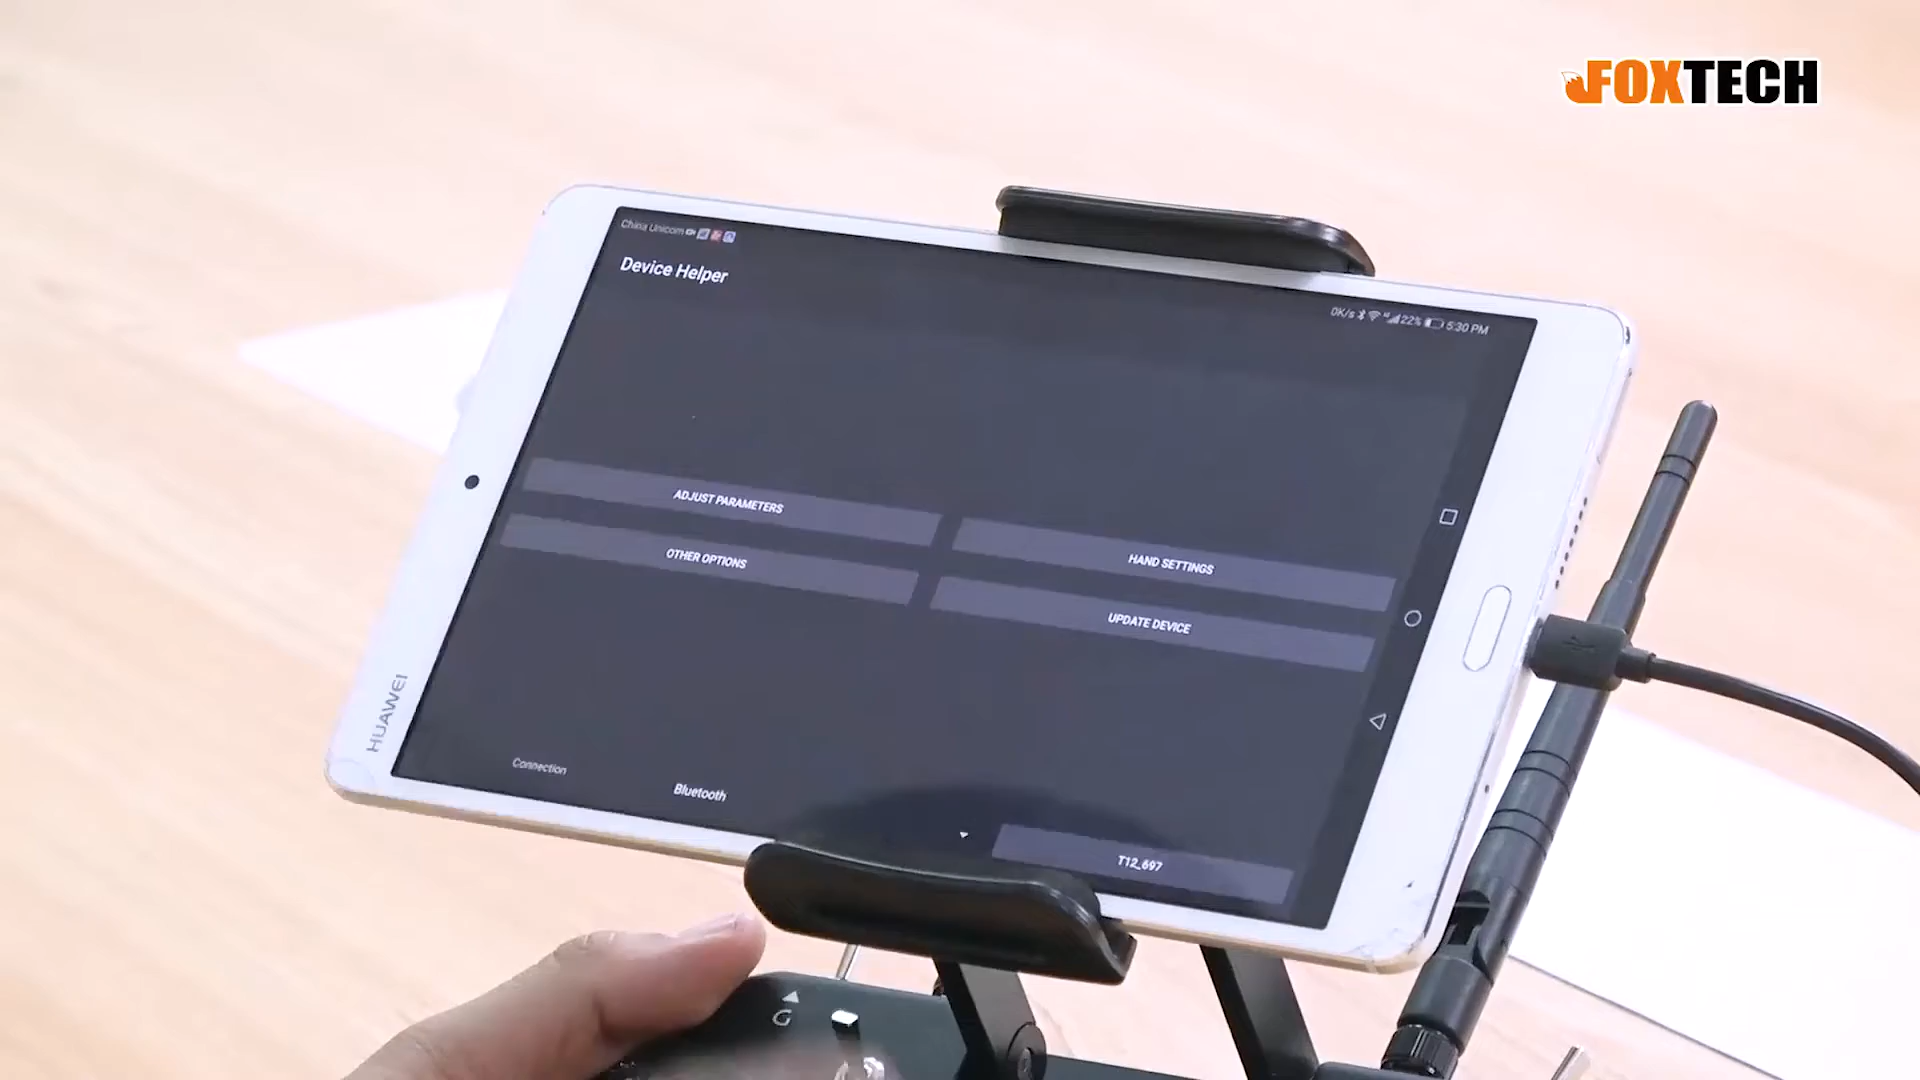 FOXTECH
China Unicom
0K/s 22% 5:30 PM
Device Helper
ADJUST PARAMETERS
HAND SETTINGS
OTHER OPTIONS
UPDATE DEVICE
Connection
Bluetooth
T12_697
HUAWEI
G